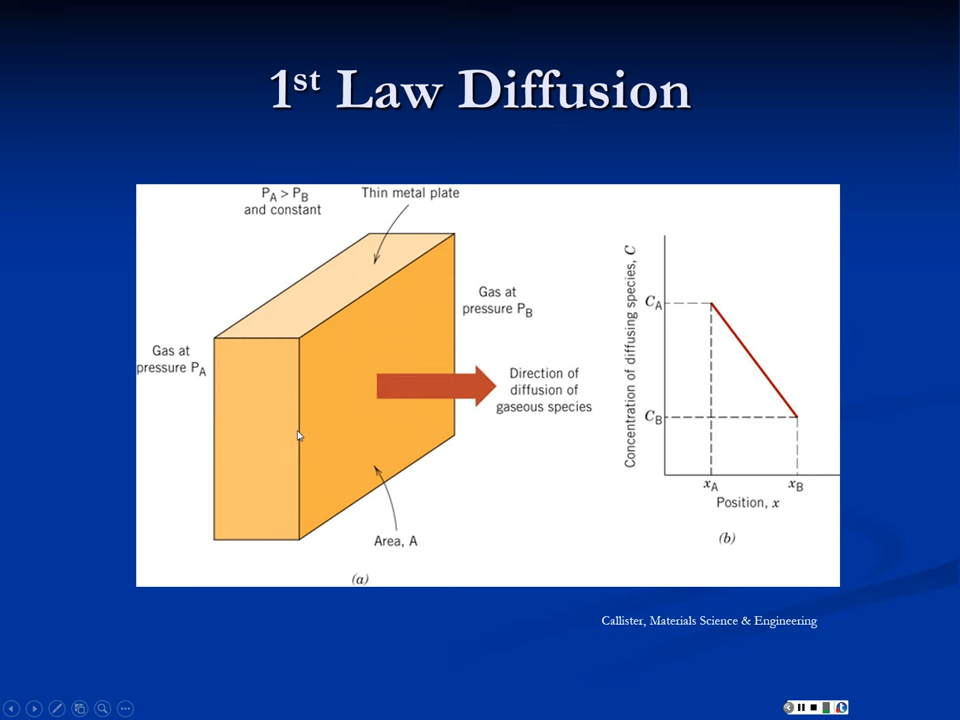 1st Law Diffusion
PA > PB
and constant
Thin metal plate
Gas at
pressure PB
Gas at
pressure PA
Direction of
diffusion of
gaseous species
Area, A
(a)
Concentration of diffusing species, C
CA
CB
xA
xB
Position, x
(b)
Callister, Materials Science & Engineering